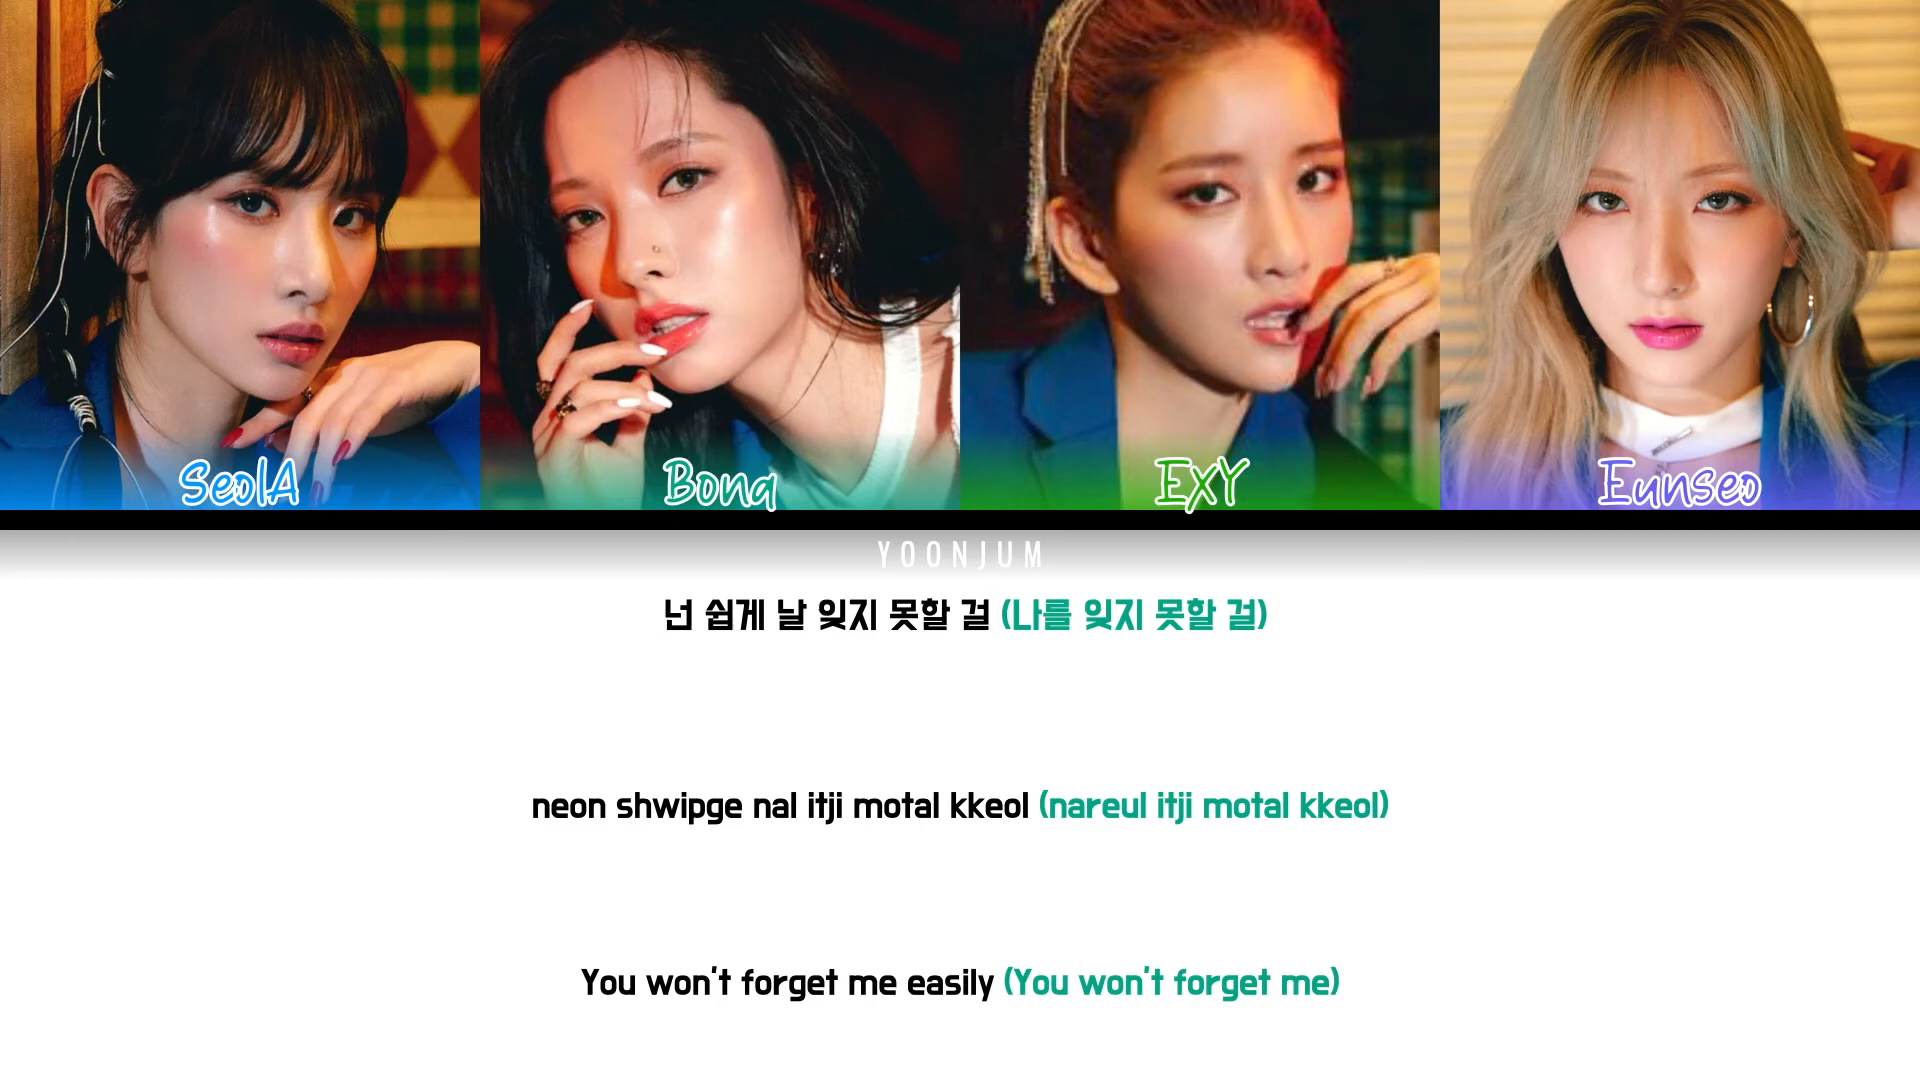 SeolA
Bona
EXY
Eunseo
YOONJUM
넌 쉽게 날 잊지 못할 걸 (나를 잊지 못할 걸)
neon shwipge nal itji motal kkeol (nareul itji motal kkeol)
You won't forget me easily (You won't forget me)